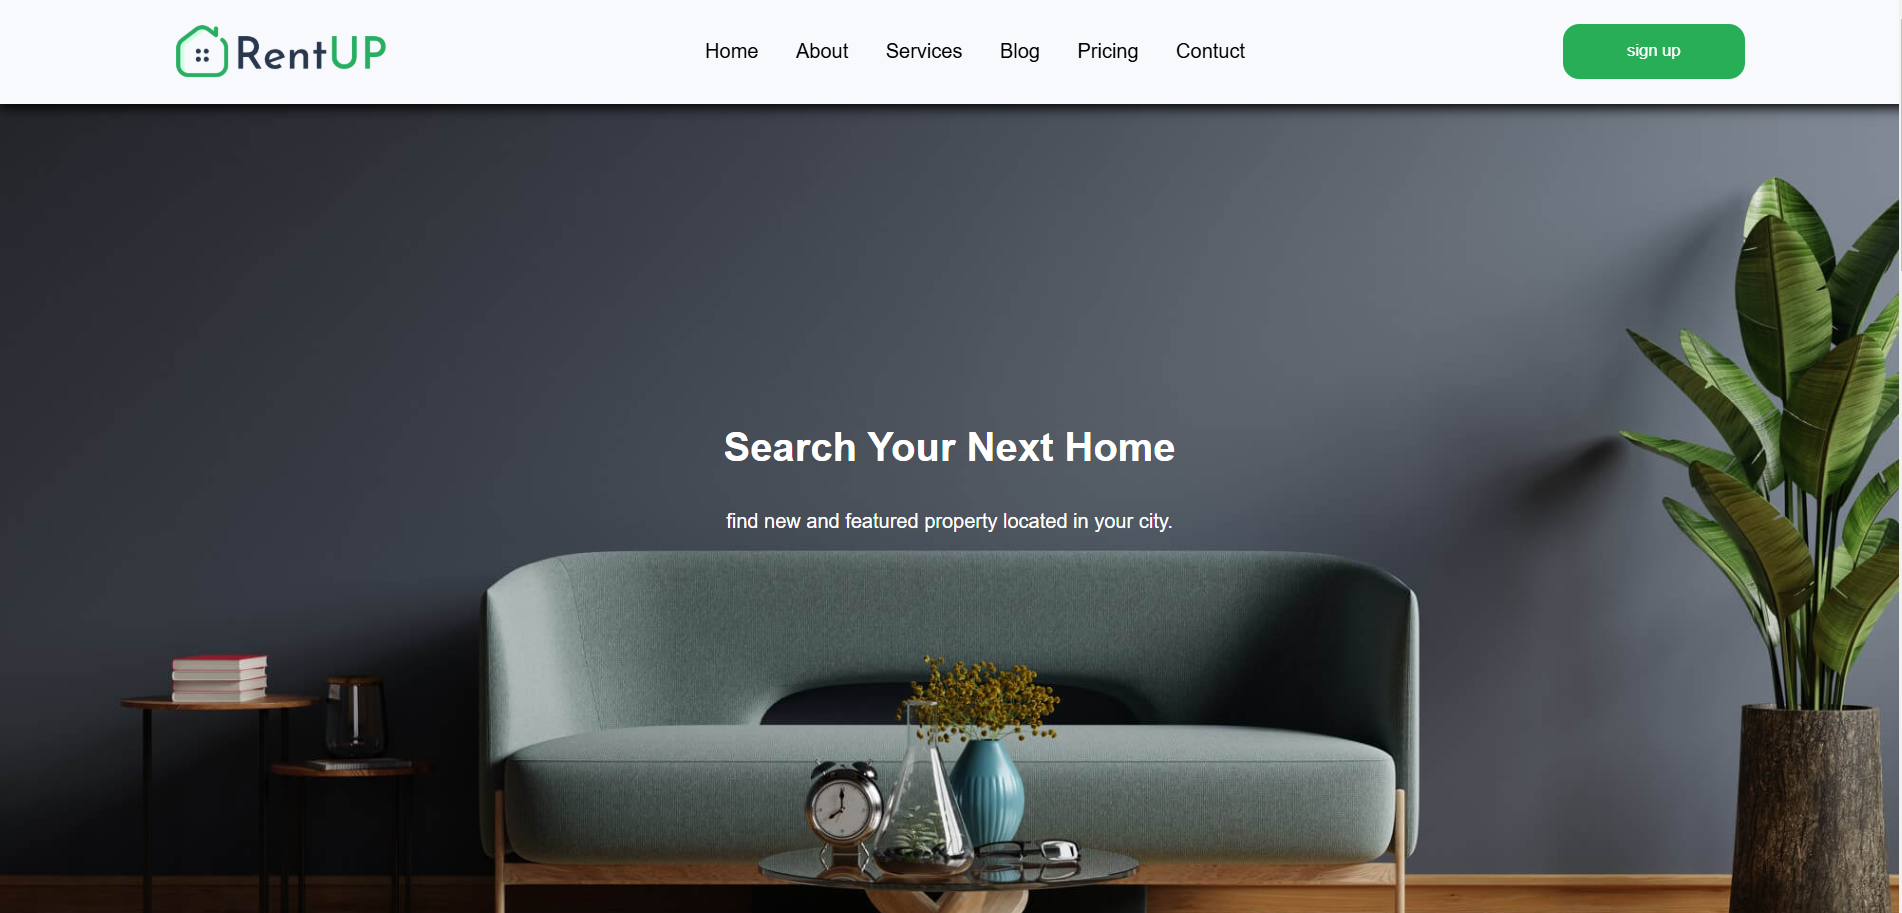 RentUP
Home About Services Blog Pricing Contuct
sign up
Search Your Next Home
find new and featured property located in your city.